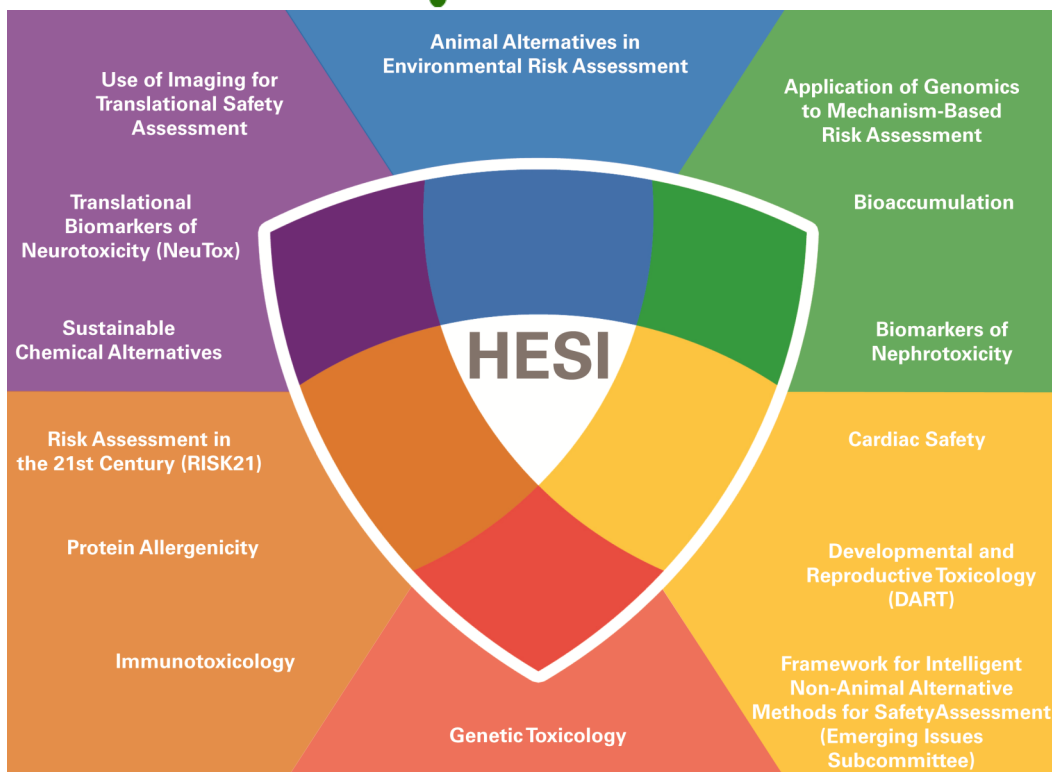 Animal Alternatives in
Environmental Risk Assessment
Use of Imaging for
Translational Safety
Assessment
Application of Genomics
to Mechanism-Based
Risk Assessment
Translational
Biomarkers of
Neurotoxicity (NeuTox)
Bioaccumulation
Sustainable
Chemical Alternatives
HESI
Biomarkers of
Nephrotoxicity
Risk Assessment in
the 21st Century (RISK21)
Cardiac Safety
Protein Allergenicity
Developmental and
Reproductive Toxicology
(DART)
Immunotoxicology
Framework for Intelligent
Non-Animal Alternative
Methods for SafetyAssessment
(Emerging Issues
Subcommittee)
Genetic Toxicology